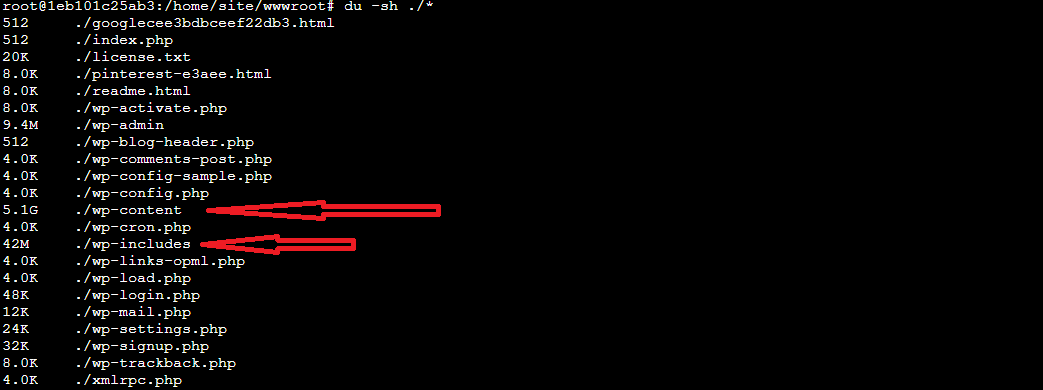 root@1eb101c25ab3:/home/site/wwwroot# du -sh ./*
512 ./googlecee3bdbceef22db3.html
512 ./index.php
20K ./license.txt
8.0K ./pinterest-e3aee.html
8.0K ./readme.html
8.0K ./wp-activate.php
9.4M ./wp-admin
512 ./wp-blog-header.php
4.0K ./wp-comments-post.php
4.0K ./wp-config-sample.php
4.0K ./wp-config.php
5.1G ./wp-content
4.0K ./wp-cron.php
42M ./wp-includes
4.0K ./wp-links-opml.php
4.0K ./wp-load.php
48K ./wp-login.php
12K ./wp-mail.php
24K ./wp-settings.php
32K ./wp-signup.php
8.0K ./wp-trackback.php
4.0K ./xmlrpc.php